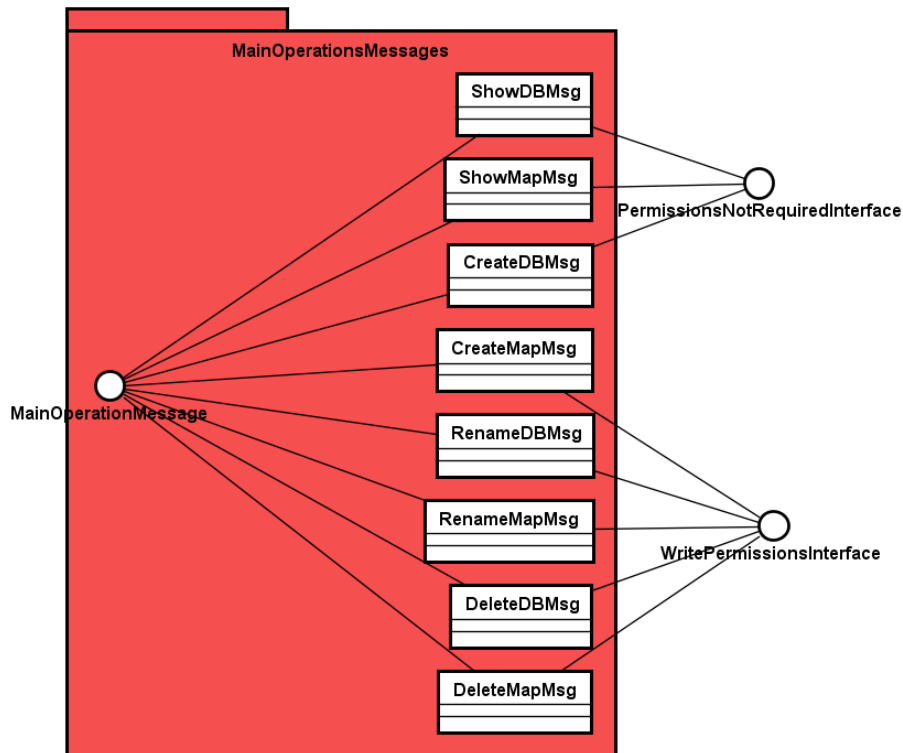 MainOperationsMessages
ShowDBMsg
ShowMapMsg
PermissionsNotRequiredInterface
CreateDBMsg
CreateMapMsg
MainOperationMessage
RenameDBMsg
RenameMapMsg
WritePermissionsInterface
DeleteDBMsg
DeleteMapMsg